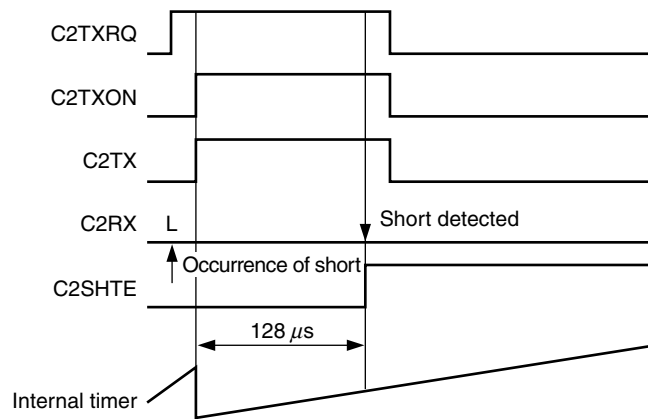 C2TXRQ
C2TXON
C2TX
C2RX L
Short detected
Occurrence of short
C2SHTE
128 μs
Internal timer